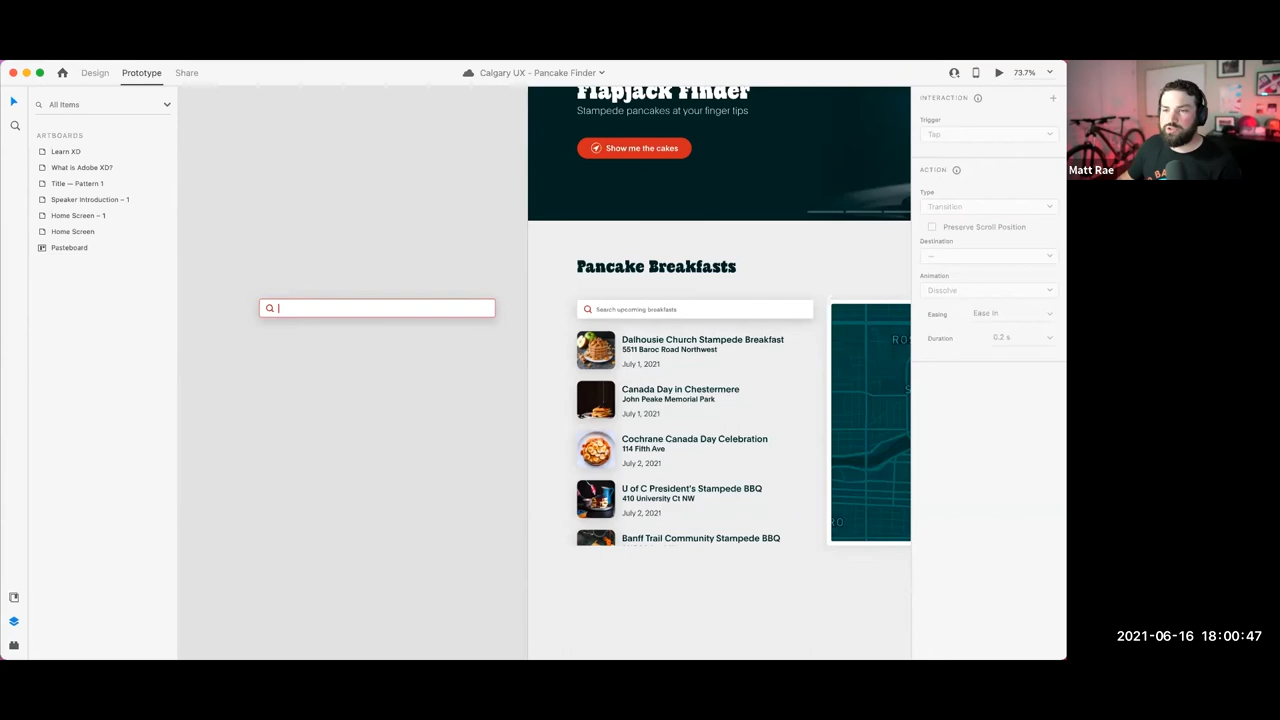 Design
Prototype
Share
Calgary UX - Pancake Finder
73.7%
All Items
ARTBOARDS
Learn XD
What is Adobe XD?
Title — Pattern 1
Speaker Introduction – 1
Home Screen – 1
Home Screen
Pasteboard
Flapjack Finder
Stampede pancakes at your finger tips
Show me the cakes
Pancake Breakfasts
Search upcoming breakfasts
Dalhousie Church Stampede Breakfast
5511 Baroc Road Northwest
July 1, 2021
Canada Day in Chestermere
John Peake Memorial Park
July 1, 2021
Cochrane Canada Day Celebration
114 Fifth Ave
July 2, 2021
U of C President's Stampede BBQ
410 University Ct NW
July 2, 2021
Banff Trail Community Stampede BBQ
RO
RO
INTERACTION
Trigger
Tap
ACTION
Type
Transition
Preserve Scroll Position
Destination
—
Animation
Dissolve
Easing
Ease In
Duration
0.2 s
Matt Rae
2021-06-16 18:00:47